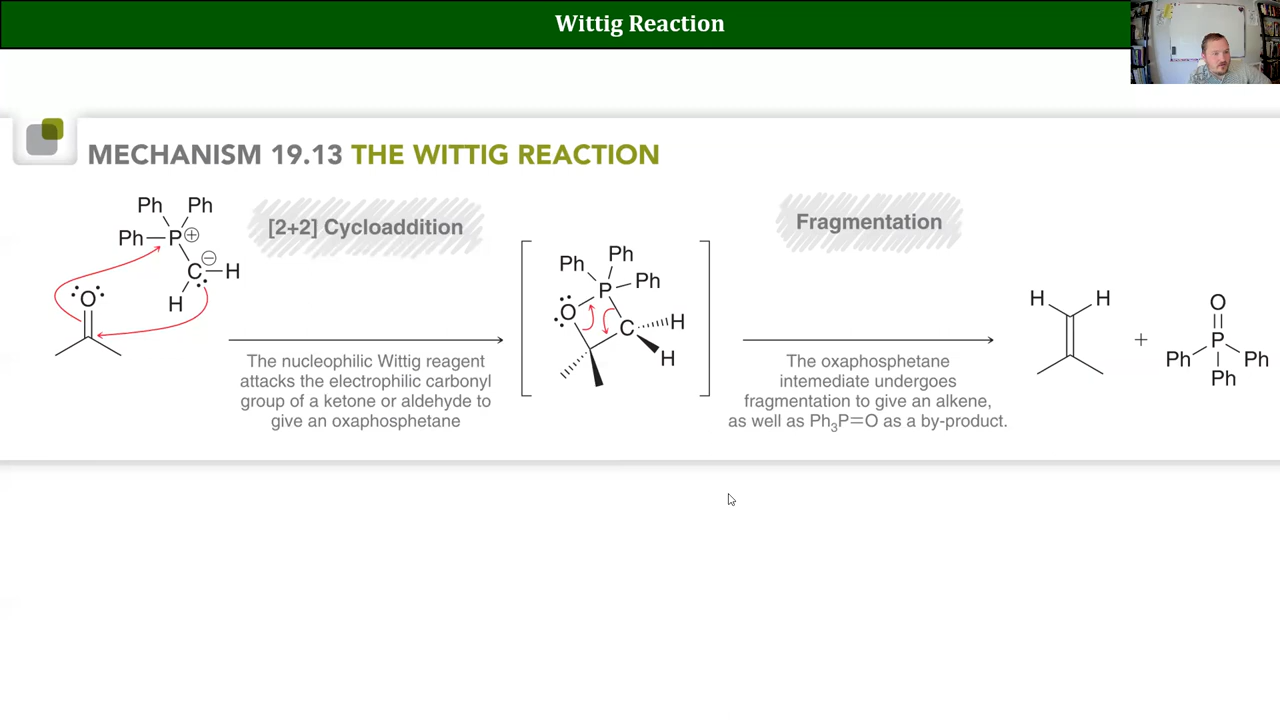 Wittig Reaction
MECHANISM 19.13 THE WITTIG REACTION
Ph Ph
Ph P ⊕
⊖
C H
H
O
[2+2] Cycloaddition
The nucleophilic Wittig reagent
attacks the electrophilic carbonyl
group of a ketone or aldehyde to
give an oxaphosphetane
Ph Ph
Ph
P
O
C H
H
Fragmentation
The oxaphosphetane
intemediate undergoes
fragmentation to give an alkene,
as well as Ph₃P=O as a by-product.
H H
+
O
P
Ph Ph
Ph